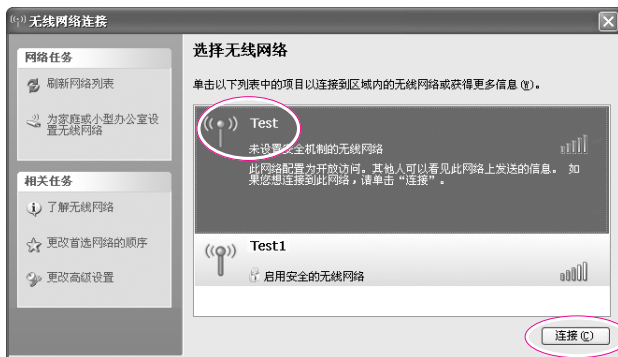 无线网络连接
网络任务
刷新网络列表
为家庭或小型办公室设
置无线网络
相关任务
了解无线网络
更改首选网络的顺序
更改高级设置
选择无线网络
单击以下列表中的项目以连接到区域内的无线网络或获得更多信息(W)。
Test
未设置安全机制的无线网络
此网络配置为开放访问。其他人可以看见此网络上发送的信息。 如
果您想连接到此网络，请单击“连接”。
Test1
启用安全的无线网络
连接(C)